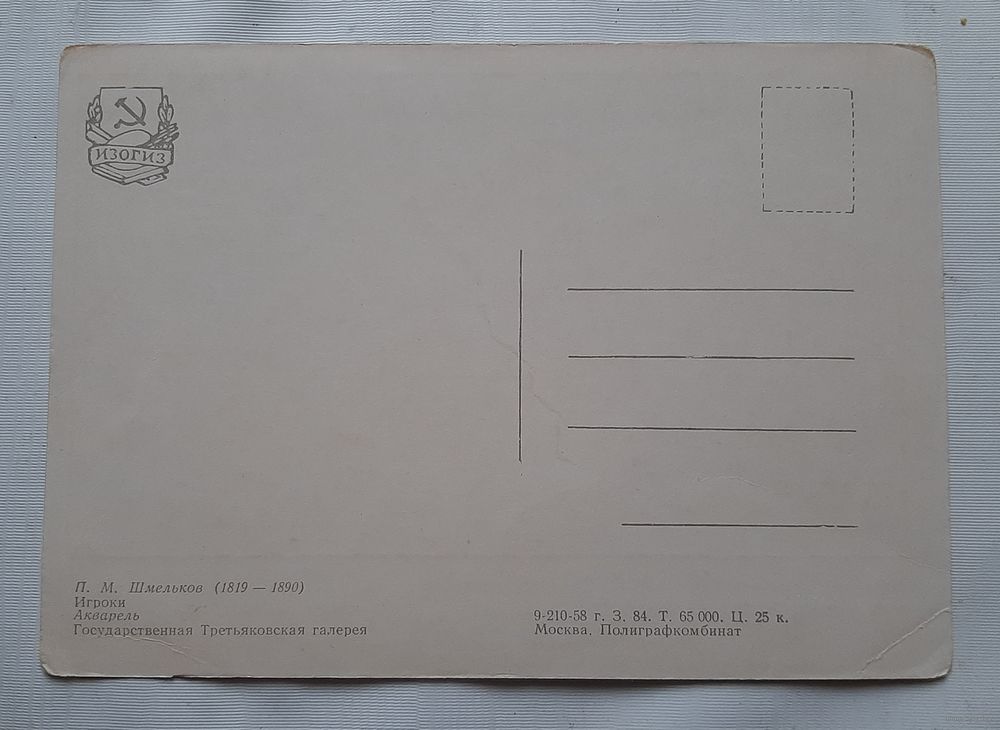 ИЗОГИЗ
П. М. Шмельков (1819 — 1890)
Игроки
Акварель
Государственная Третьяковская галерея
9-210-58 г. З. 84. Т. 65 000. Ц. 25 к.
Москва, Полиграфкомбинат